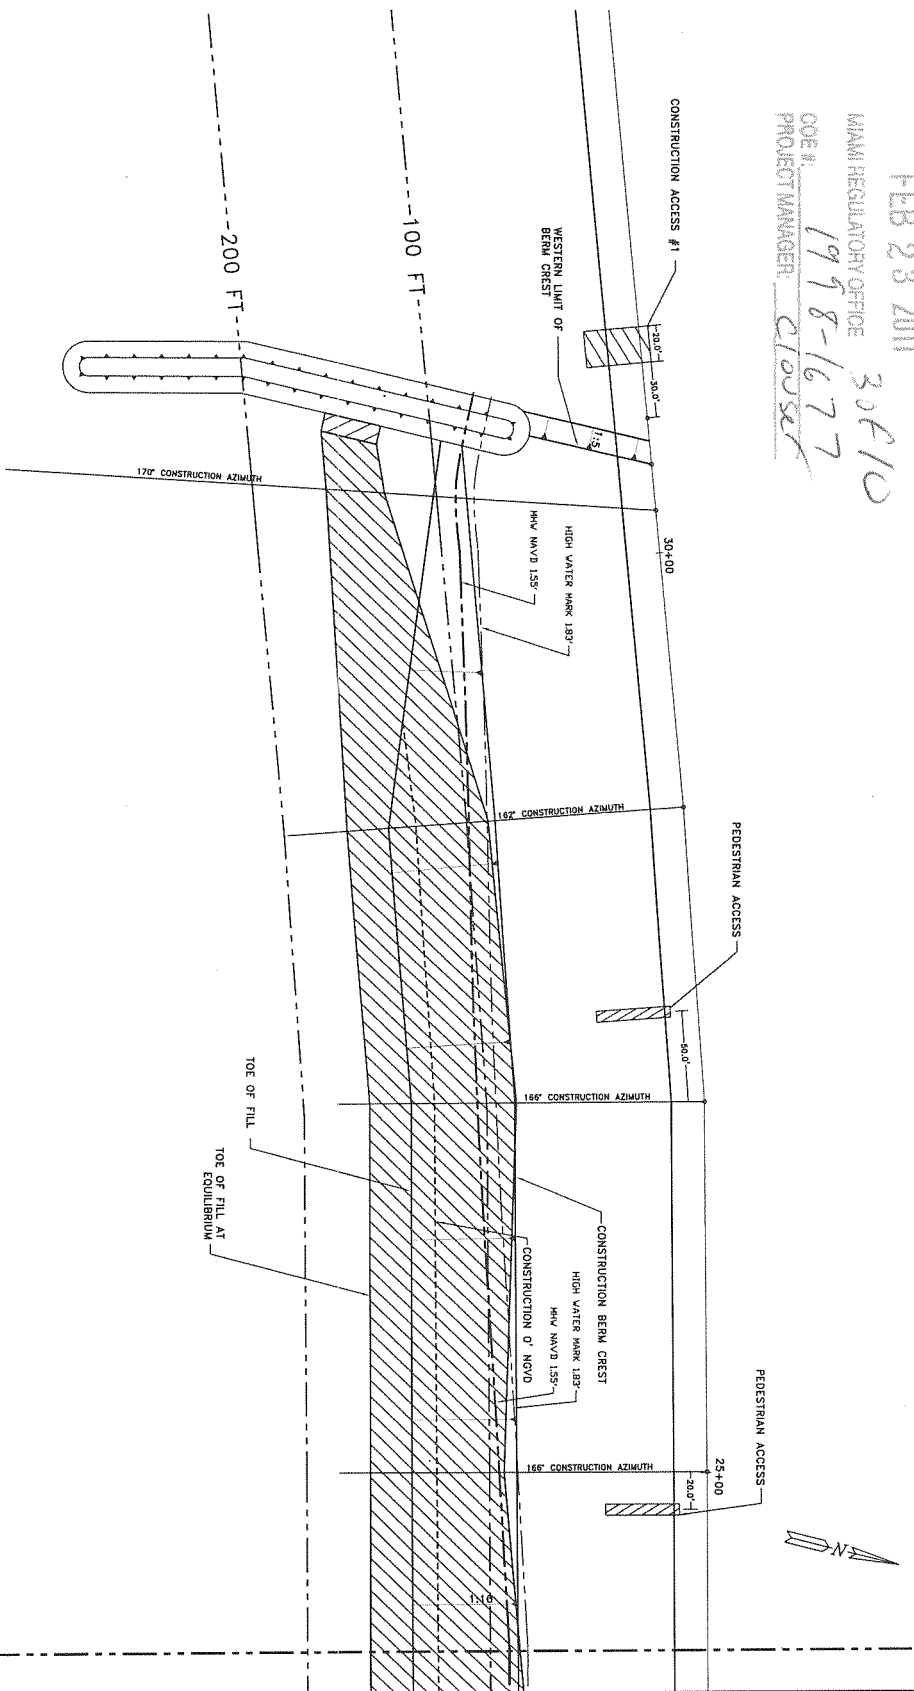 FEB 23 2011
MIAMI REGULATORY OFFICE
3 of 10
COE #: 1998-1677
PROJECT MANAGER: Clouser
CONSTRUCTION ACCESS #1
20.0'
30.0'
WESTERN LIMIT OF
BERM CREST
1:5
100 FT
200 FT
170° CONSTRUCTION AZIMUTH
30+00
HIGH WATER MARK 1.83'
MHW NAVD 1.55'
162° CONSTRUCTION AZIMUTH
PEDESTRIAN ACCESS
50.0'
166° CONSTRUCTION AZIMUTH
TOE OF FILL
TOE OF FILL AT
EQUILIBRIUM
CONSTRUCTION BERM CREST
HIGH WATER MARK 1.83'
MHW NAVD 1.55'
CONSTRUCTION 0' NGVD
PEDESTRIAN ACCESS
25+00
20.0'
166° CONSTRUCTION AZIMUTH
1:10
N